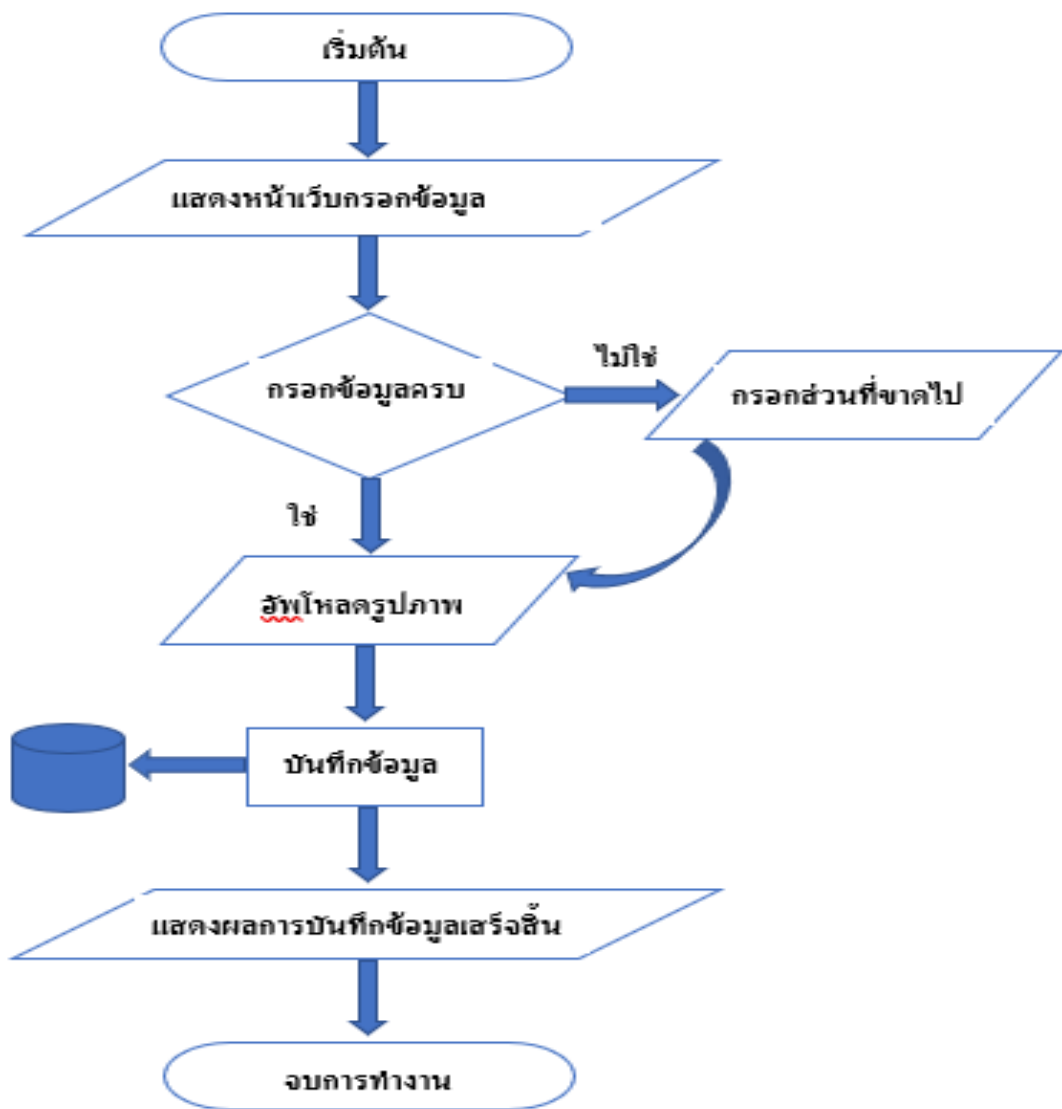 เริ่มต้น
แสดงหน้าเว็บกรอกข้อมูล
กรอกข้อมูลครบ
ไม่ใช่
กรอกส่วนที่ขาดไป
ใช่
อัพโหลดรูปภาพ
บันทึกข้อมูล
แสดงผลการบันทึกข้อมูลเสร็จสิ้น
จบการทำงาน